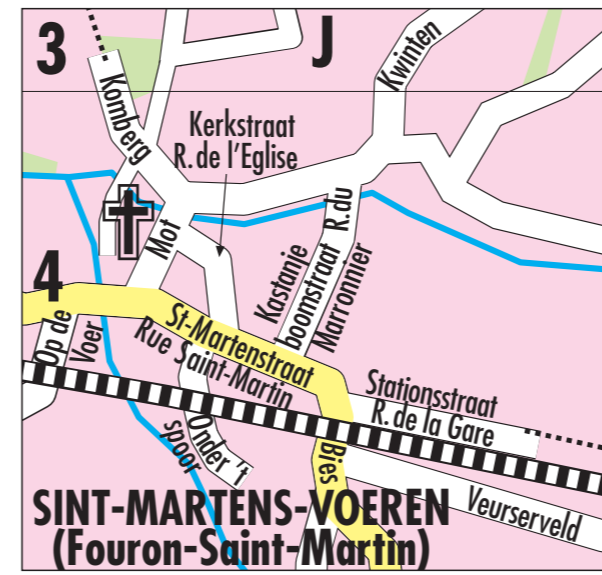 3
J
Kwinten
Komberg
Kerkstraat
R. de l'Eglise
Mot
Kastanje
boomstraat R. du
Marronnier
4
Op de
Voer
St-Martenstraat
Rue Saint-Martin
Stationsstraat
R. de la Gare
Onder 't
spoor
Bies
Veurserveld
SINT-MARTENS-VOEREN
(Fouron-Saint-Martin)